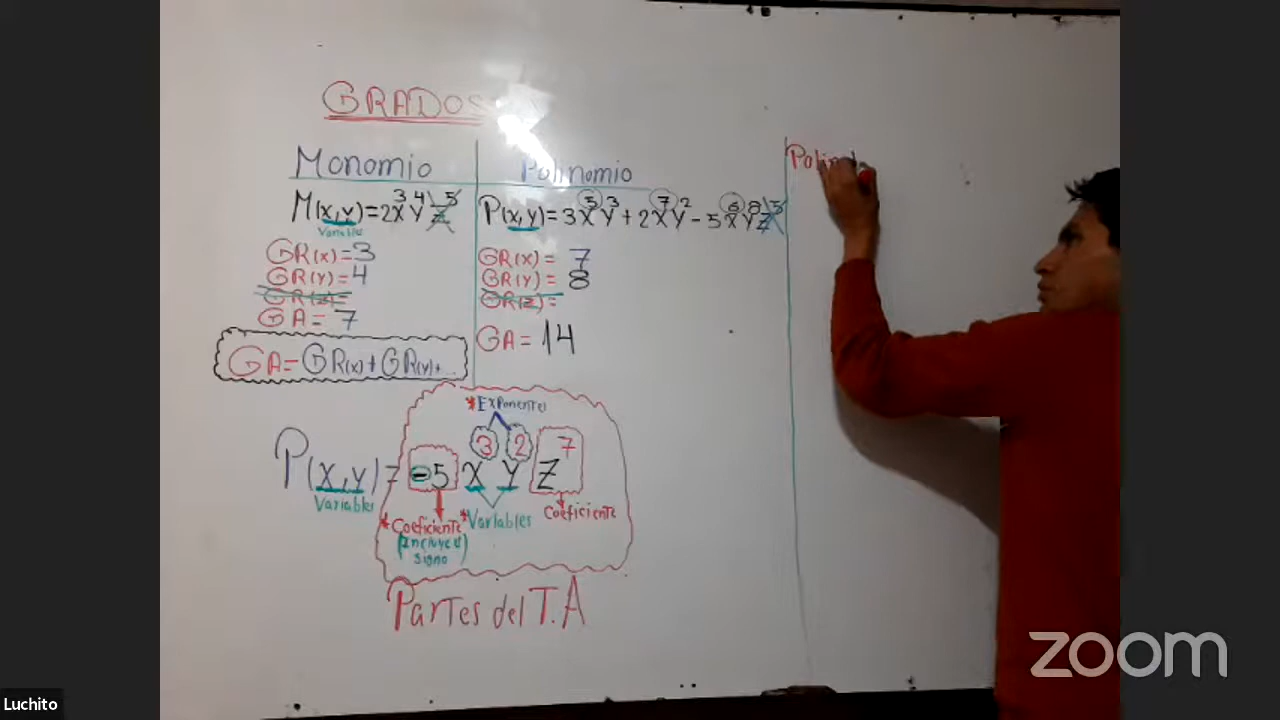 GRADOS
Monomio
M(x,y)=2x³y⁴z⁵
Variable
GR(x)=3
GR(y)=4
GR(z)=
GA=7
GA=GR(x)+GR(y)+...
Polinomio
P(x,y)=3x⁵y³+2x⁷y²-5x⁶y⁸z⁵
GR(x)=7
GR(y)=8
GR(z)=
GA=14
P(x,y)=-5x³y²z⁷
Variables
*Exponentes
*Coeficiente
(Incluye el signo)
*Variables
Coeficiente
Partes del T.A
zoom
Luchito